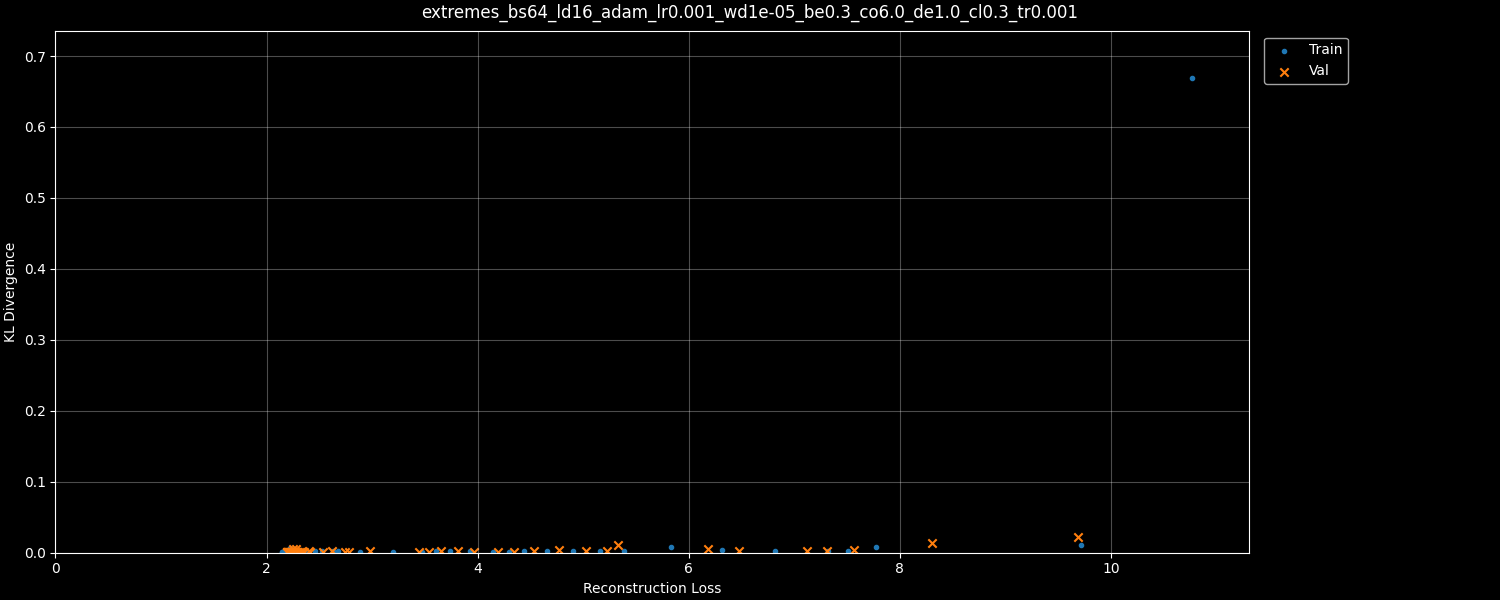 extremes_bs64_ld16_adam_lr0.001_wd1e-05_be0.3_co6.0_de1.0_cl0.3_tr0.001
Train
Val
KL Divergence
0.7
0.6
0.5
0.4
0.3
0.2
0.1
0.0
0 2 4 6 8 10
Reconstruction Loss